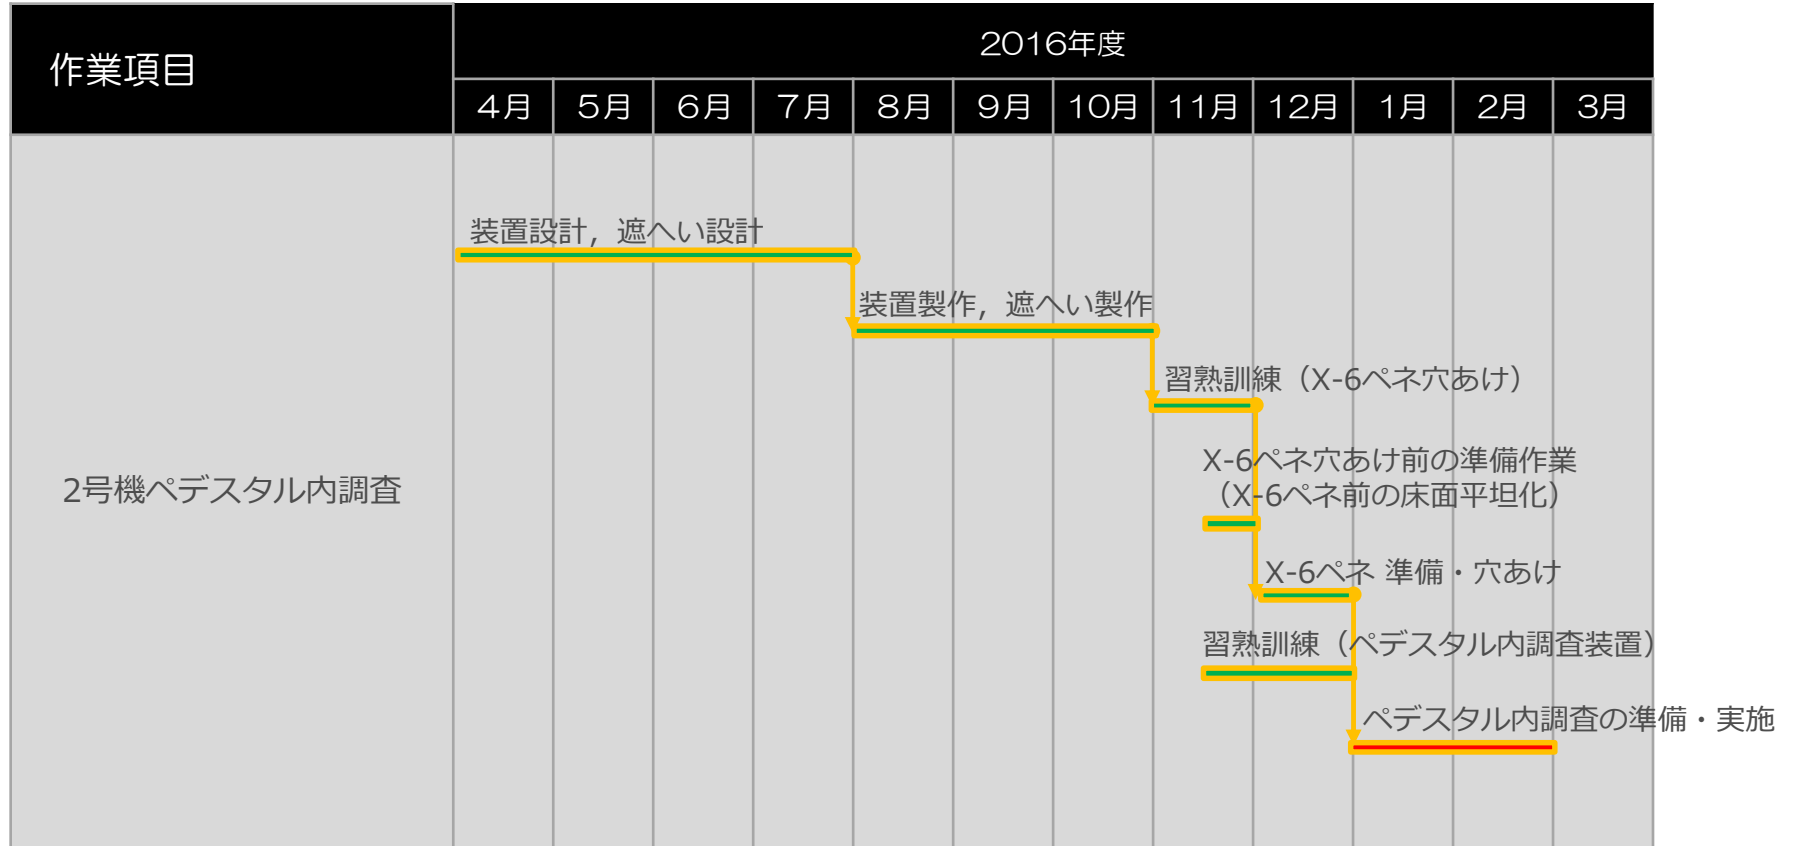 作業項目
2016年度
4月 5月 6月 7月 8月 9月 10月 11月 12月 1月 2月 3月
装置設計，遮へい設計
装置製作，遮へい製作
習熟訓練（X-6ペネ穴あけ）
X-6ペネ穴あけ前の準備作業
（X-6ペネ前の床面平坦化）
2号機ペデスタル内調査
X-6ペネ 準備・穴あけ
習熟訓練（ペデスタル内調査装置）
ペデスタル内調査の準備・実施